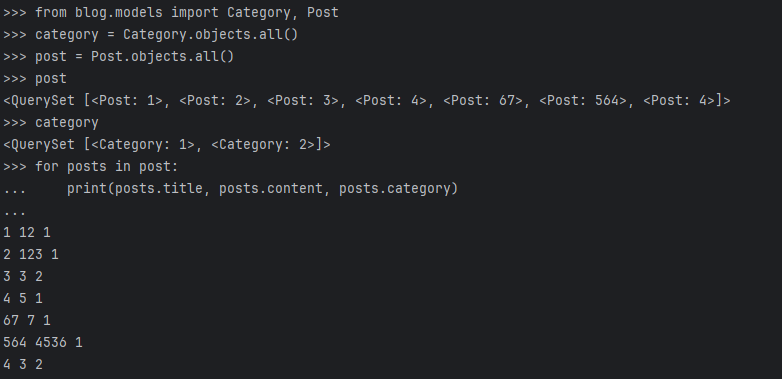 >>> from blog.models import Category, Post
>>> category = Category.objects.all()
>>> post = Post.objects.all()
>>> post
<QuerySet [<Post: 1>, <Post: 2>, <Post: 3>, <Post: 4>, <Post: 67>, <Post: 564>, <Post: 4>]>
>>> category
<QuerySet [<Category: 1>, <Category: 2>]>
>>> for posts in post:
...     print(posts.title, posts.content, posts.category)
...
1 12 1
2 123 1
3 3 2
4 5 1
67 7 1
564 4536 1
4 3 2